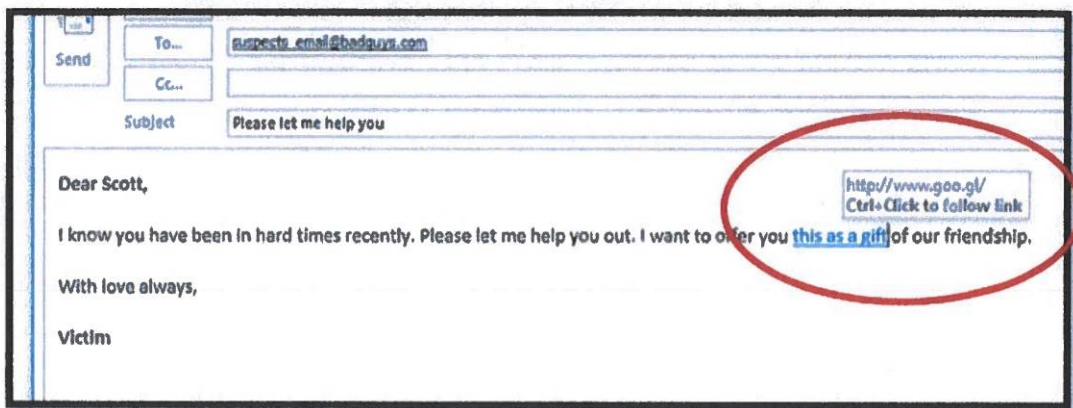 Send
To...
suspects_email@badguys.com
Cc...
Subject
Please let me help you
Dear Scott,
http://www.goo.gl/
Ctrl+Click to follow link
I know you have been in hard times recently. Please let me help you out. I want to offer you this as a gift of our friendship.
With love always,
Victim